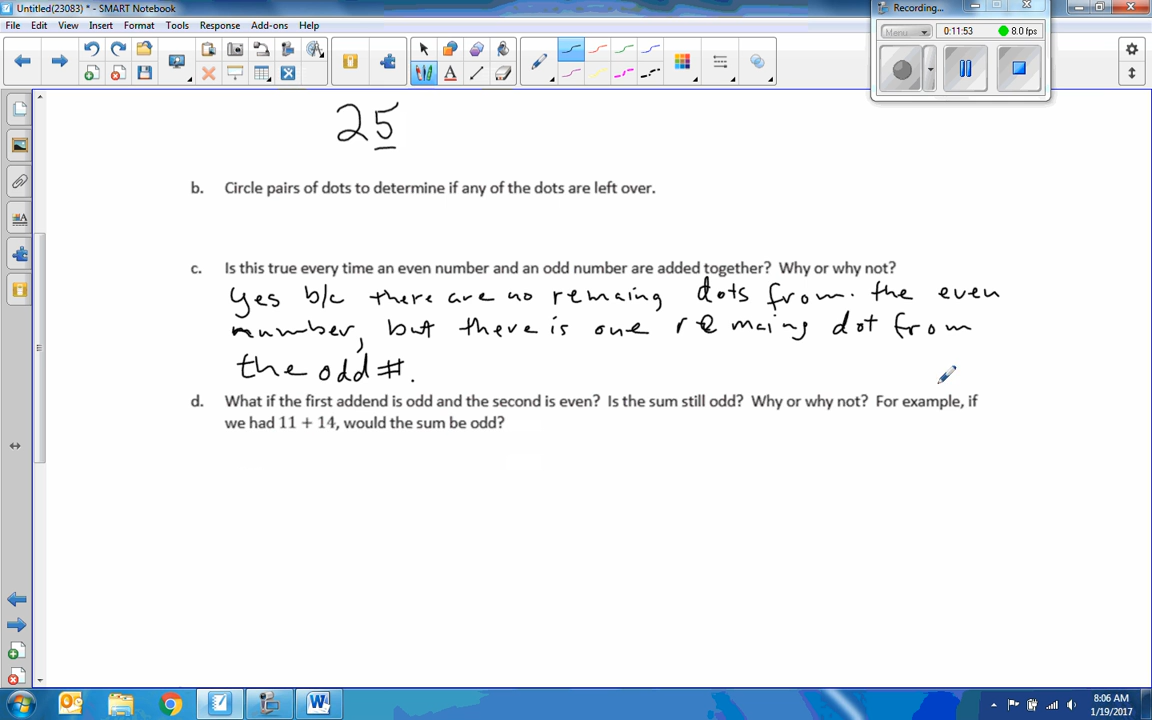 Untitled(23083) * - SMART Notebook
Recording...
File Edit View Insert Format Tools Response Add-ons Help
Menu 0:11:53 8.0 fps
25
b. Circle pairs of dots to determine if any of the dots are left over.
c. Is this true every time an even number and an odd number are added together? Why or why not?
Yes b/c there are no remaing dots from. the even
number, but there is one remaing dot from
the odd #.
d. What if the first addend is odd and the second is even? Is the sum still odd? Why or why not? For example, if
we had 11 + 14, would the sum be odd?
8:06 AM
1/19/2017